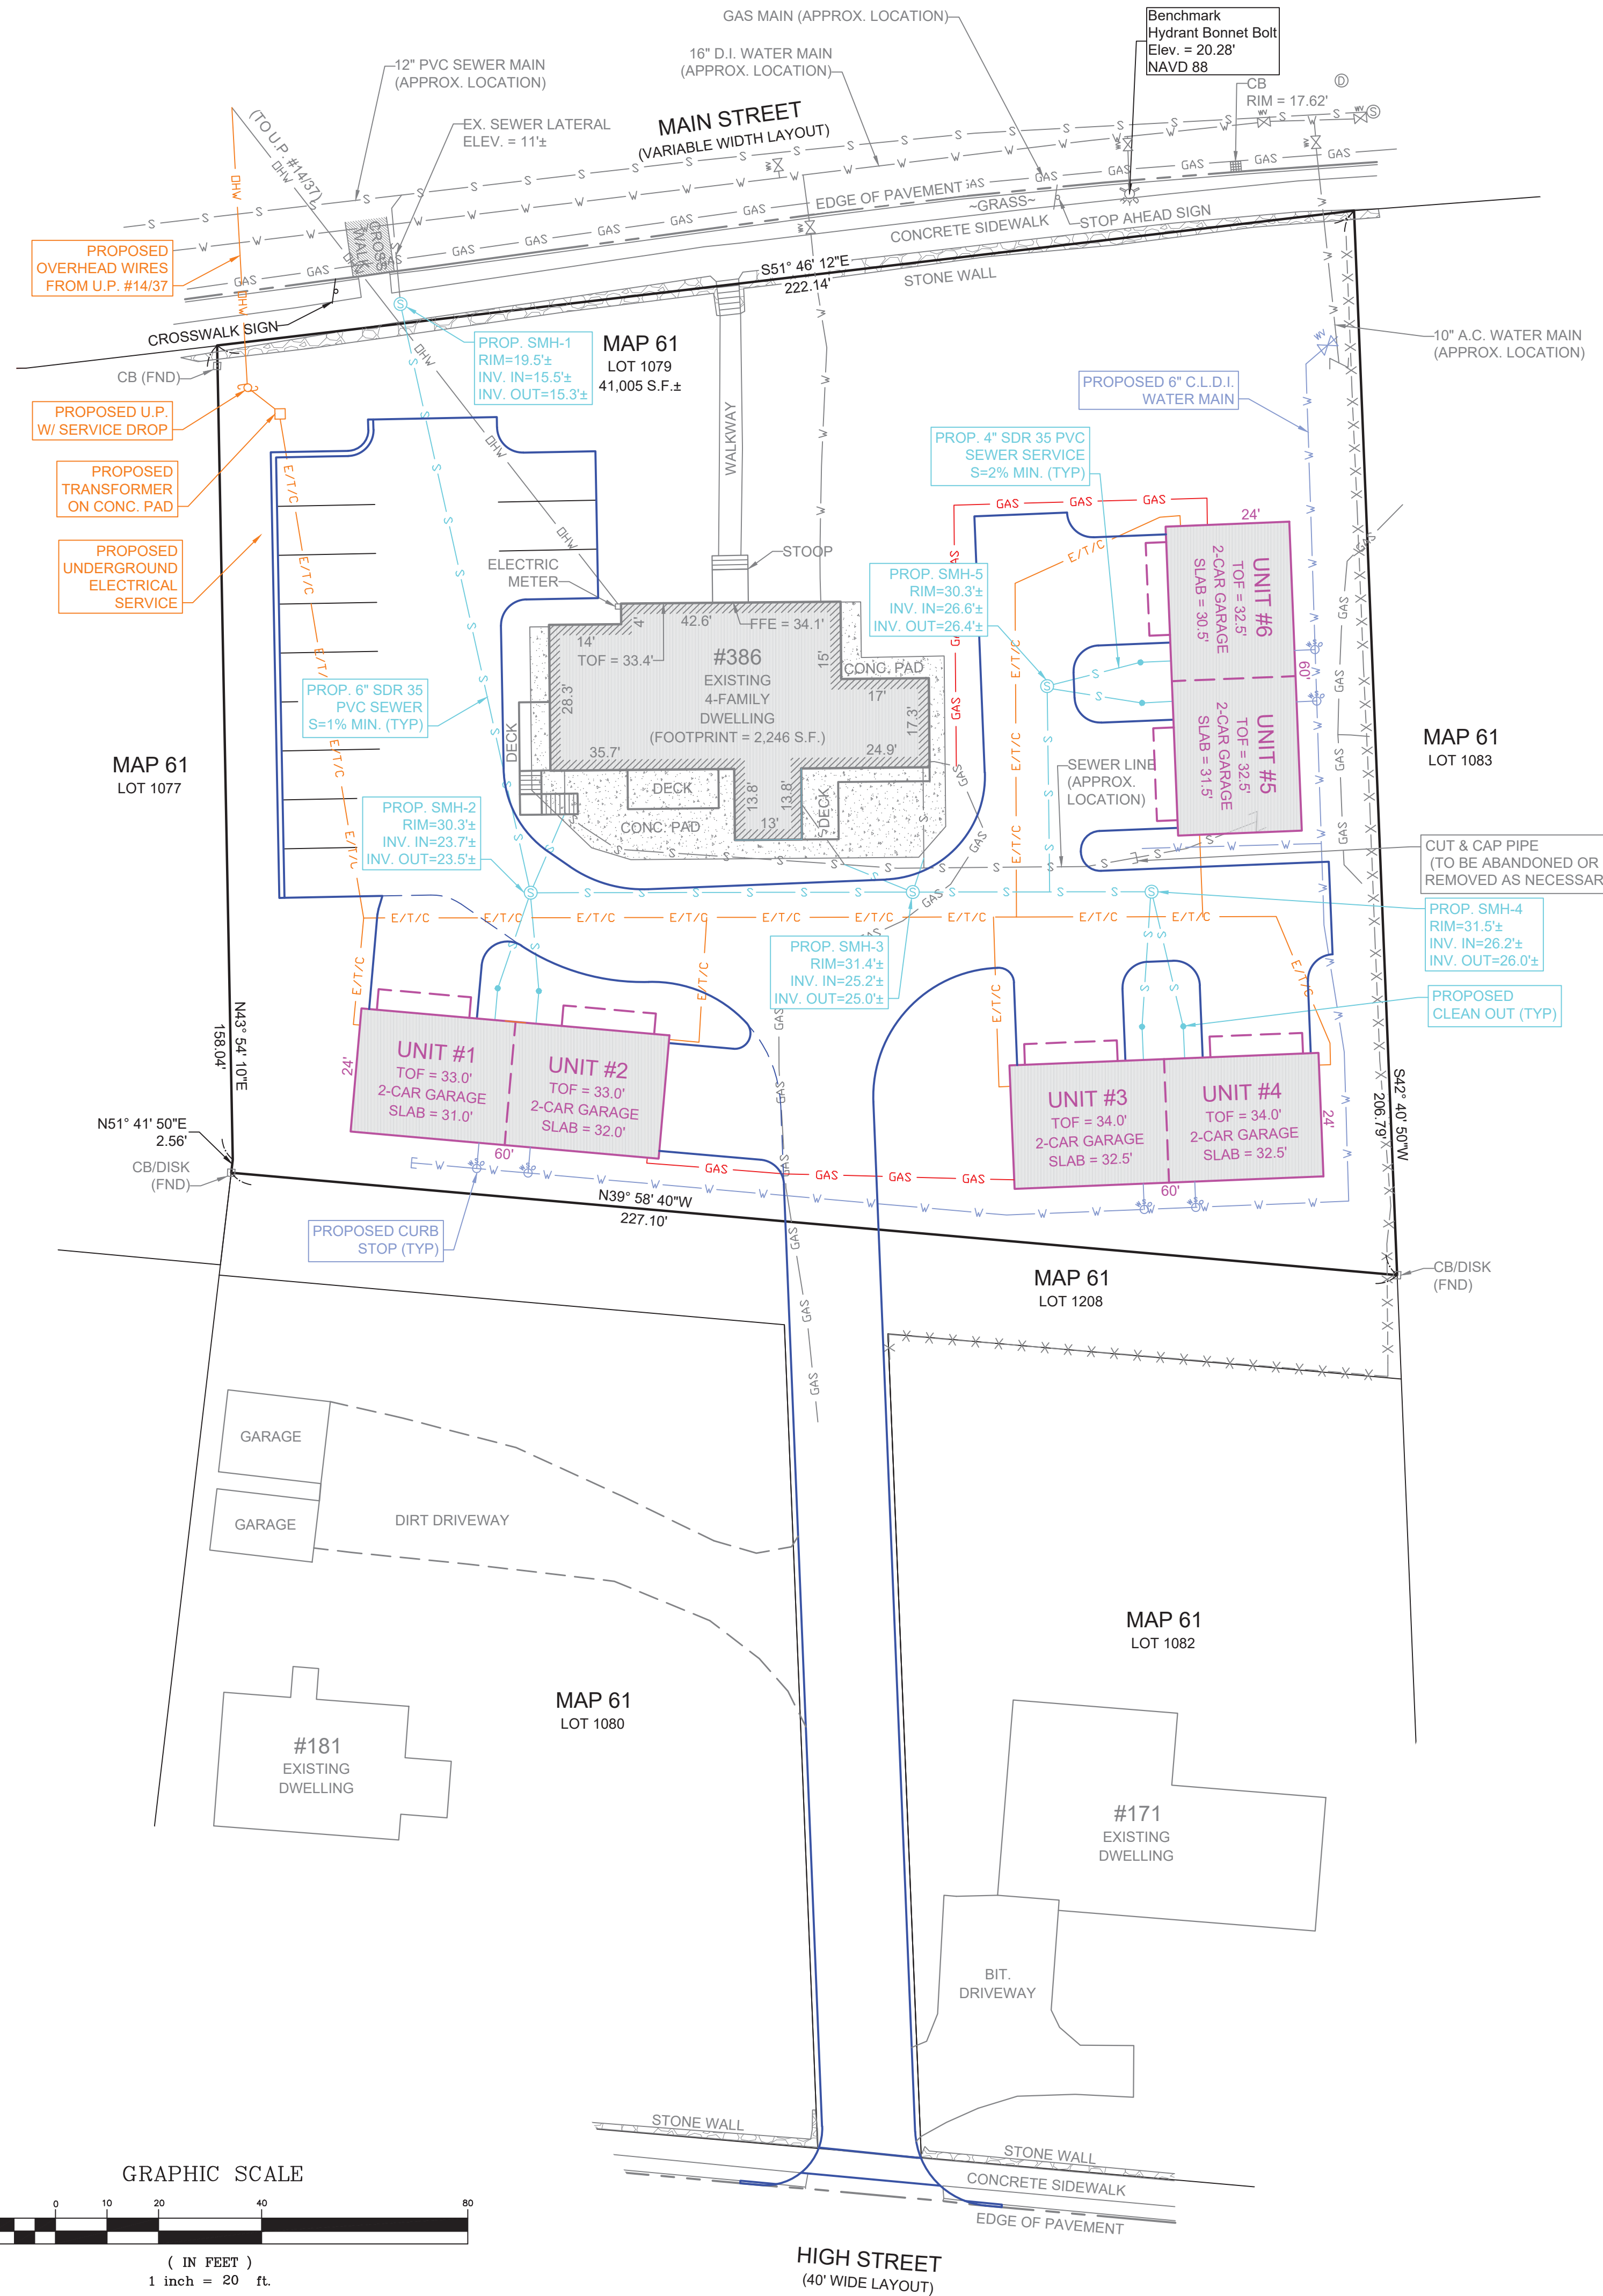 GAS MAIN (APPROX. LOCATION)
Benchmark
Hydrant Bonnet Bolt
Elev. = 20.28'
NAVD 88
12" PVC SEWER MAIN
(APPROX. LOCATION)
16" D.I. WATER MAIN
(APPROX. LOCATION)
CB
RIM = 17.62'
D
S
(TO U.P. #14/37)
EX. SEWER LATERAL
ELEV. = 11'±
MAIN STREET
(VARIABLE WIDTH LAYOUT)
EDGE OF PAVEMENT
~GRASS~
STOP AHEAD SIGN
CONCRETE SIDEWALK
CROSS
WALK
PROPOSED
OVERHEAD WIRES
FROM U.P. #14/37
S51° 46' 12"E
222.14'
STONE WALL
CROSSWALK SIGN
CB (FND)
PROP. SMH-1
RIM=19.5'±
INV. IN=15.5'±
INV. OUT=15.3'±
MAP 61
LOT 1079
41,005 S.F.±
10" A.C. WATER MAIN
(APPROX. LOCATION)
PROPOSED 6" C.L.D.I.
WATER MAIN
PROPOSED U.P.
W/ SERVICE DROP
PROPOSED
TRANSFORMER
ON CONC. PAD
PROPOSED
UNDERGROUND
ELECTRICAL
SERVICE
WALKWAY
PROP. 4" SDR 35 PVC
SEWER SERVICE
S=2% MIN. (TYP)
STOOP
ELECTRIC
METER
PROP. SMH-5
RIM=30.3'±
INV. IN=26.6'±
INV. OUT=26.4'±
24'
UNIT #6
TOF = 32.5'
2-CAR GARAGE
SLAB = 30.5'
60'
UNIT #5
TOF = 32.5'
2-CAR GARAGE
SLAB = 31.5'
4'
42.6'
FFE = 34.1'
14'
TOF = 33.4'
15'
CONC. PAD
#386
EXISTING
4-FAMILY
DWELLING
(FOOTPRINT = 2,246 S.F.)
28.3'
17'
17.3'
35.7'
24.9'
DECK
DECK
13.8'
13.8'
13'
DECK
CONC. PAD
PROP. 6" SDR 35
PVC SEWER
S=1% MIN. (TYP)
MAP 61
LOT 1077
MAP 61
LOT 1083
SEWER LINE
(APPROX.
LOCATION)
PROP. SMH-2
RIM=30.3'±
INV. IN=23.7'±
INV. OUT=23.5'±
CUT & CAP PIPE
(TO BE ABANDONED OR
REMOVED AS NECESSAR
PROP. SMH-4
RIM=31.5'±
INV. IN=26.2'±
INV. OUT=26.0'±
PROP. SMH-3
RIM=31.4'±
INV. IN=25.2'±
INV. OUT=25.0'±
PROPOSED
CLEAN OUT (TYP)
E/T/C
GAS
OHW
N43° 54' 10"E
158.04'
24'
UNIT #1
TOF = 33.0'
2-CAR GARAGE
SLAB = 31.0'
UNIT #2
TOF = 33.0'
2-CAR GARAGE
SLAB = 32.0'
60'
UNIT #3
TOF = 34.0'
2-CAR GARAGE
SLAB = 32.5'
UNIT #4
TOF = 34.0'
2-CAR GARAGE
SLAB = 32.5'
24'
60'
S42° 40' 50"W
206.79'
N51° 41' 50"E
2.56'
CB/DISK
(FND)
N39° 58' 40"W
227.10'
PROPOSED CURB
STOP (TYP)
CB/DISK
(FND)
MAP 61
LOT 1208
GARAGE
GARAGE
DIRT DRIVEWAY
MAP 61
LOT 1082
MAP 61
LOT 1080
#181
EXISTING
DWELLING
#171
EXISTING
DWELLING
BIT.
DRIVEWAY
STONE WALL
STONE WALL
CONCRETE SIDEWALK
EDGE OF PAVEMENT
HIGH STREET
(40' WIDE LAYOUT)
GRAPHIC SCALE
0 10 20 40 80
( IN FEET )
1 inch = 20 ft.